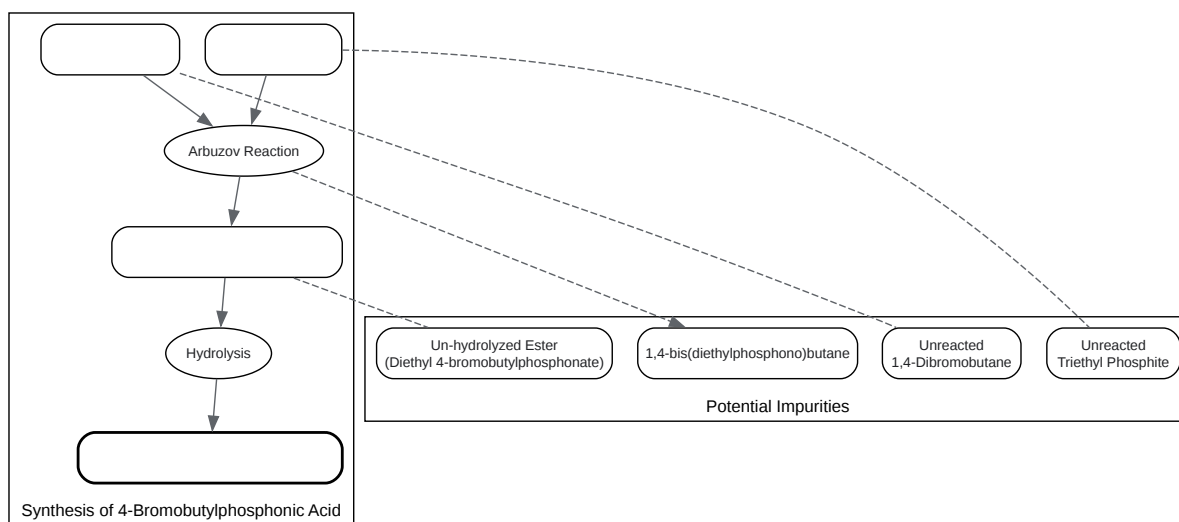 Arbuzov Reaction
Hydrolysis
Synthesis of 4-Bromobutylphosphonic Acid
Un-hydrolyzed Ester
(Diethyl 4-bromobutylphosphonate)
1,4-bis(diethylphosphono)butane
Unreacted
1,4-Dibromobutane
Unreacted
Triethyl Phosphite
Potential Impurities